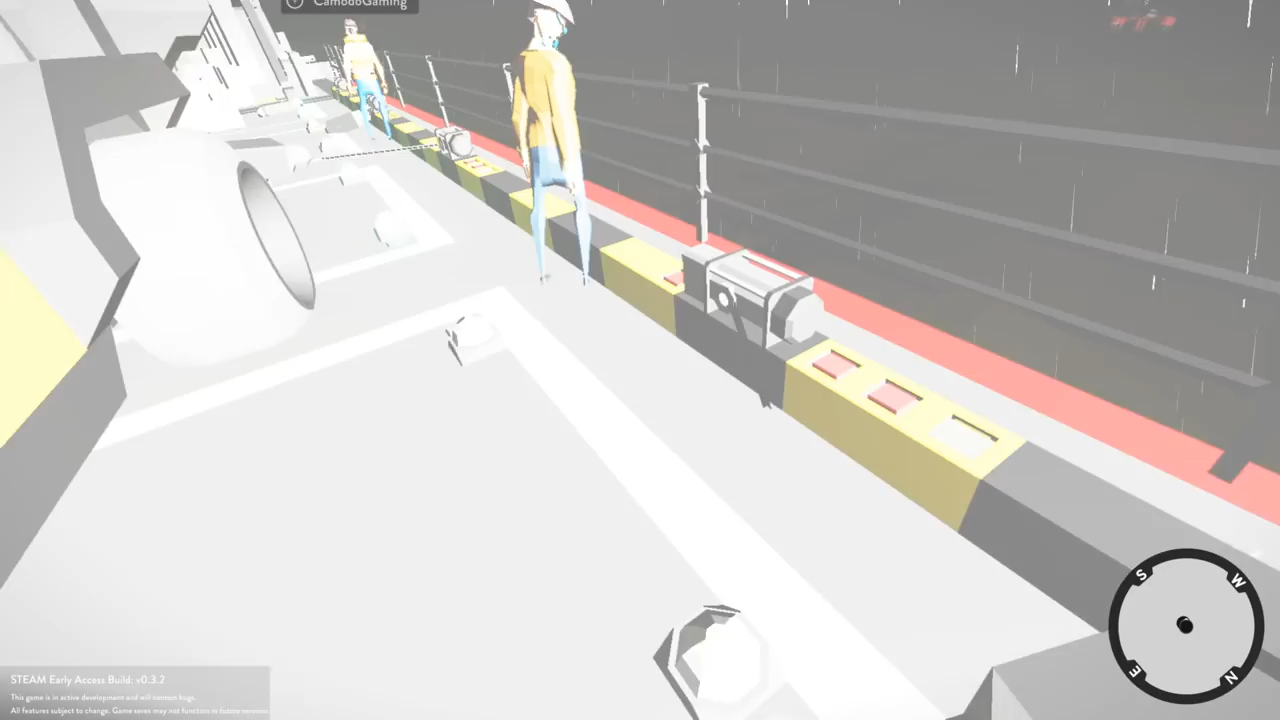 CamodoGaming
STEAM Early Access Build: v0.3.2
This game is in active development and will contain bugs.
All features subject to change. Game saves may not function in future versions.
S
W
E
N